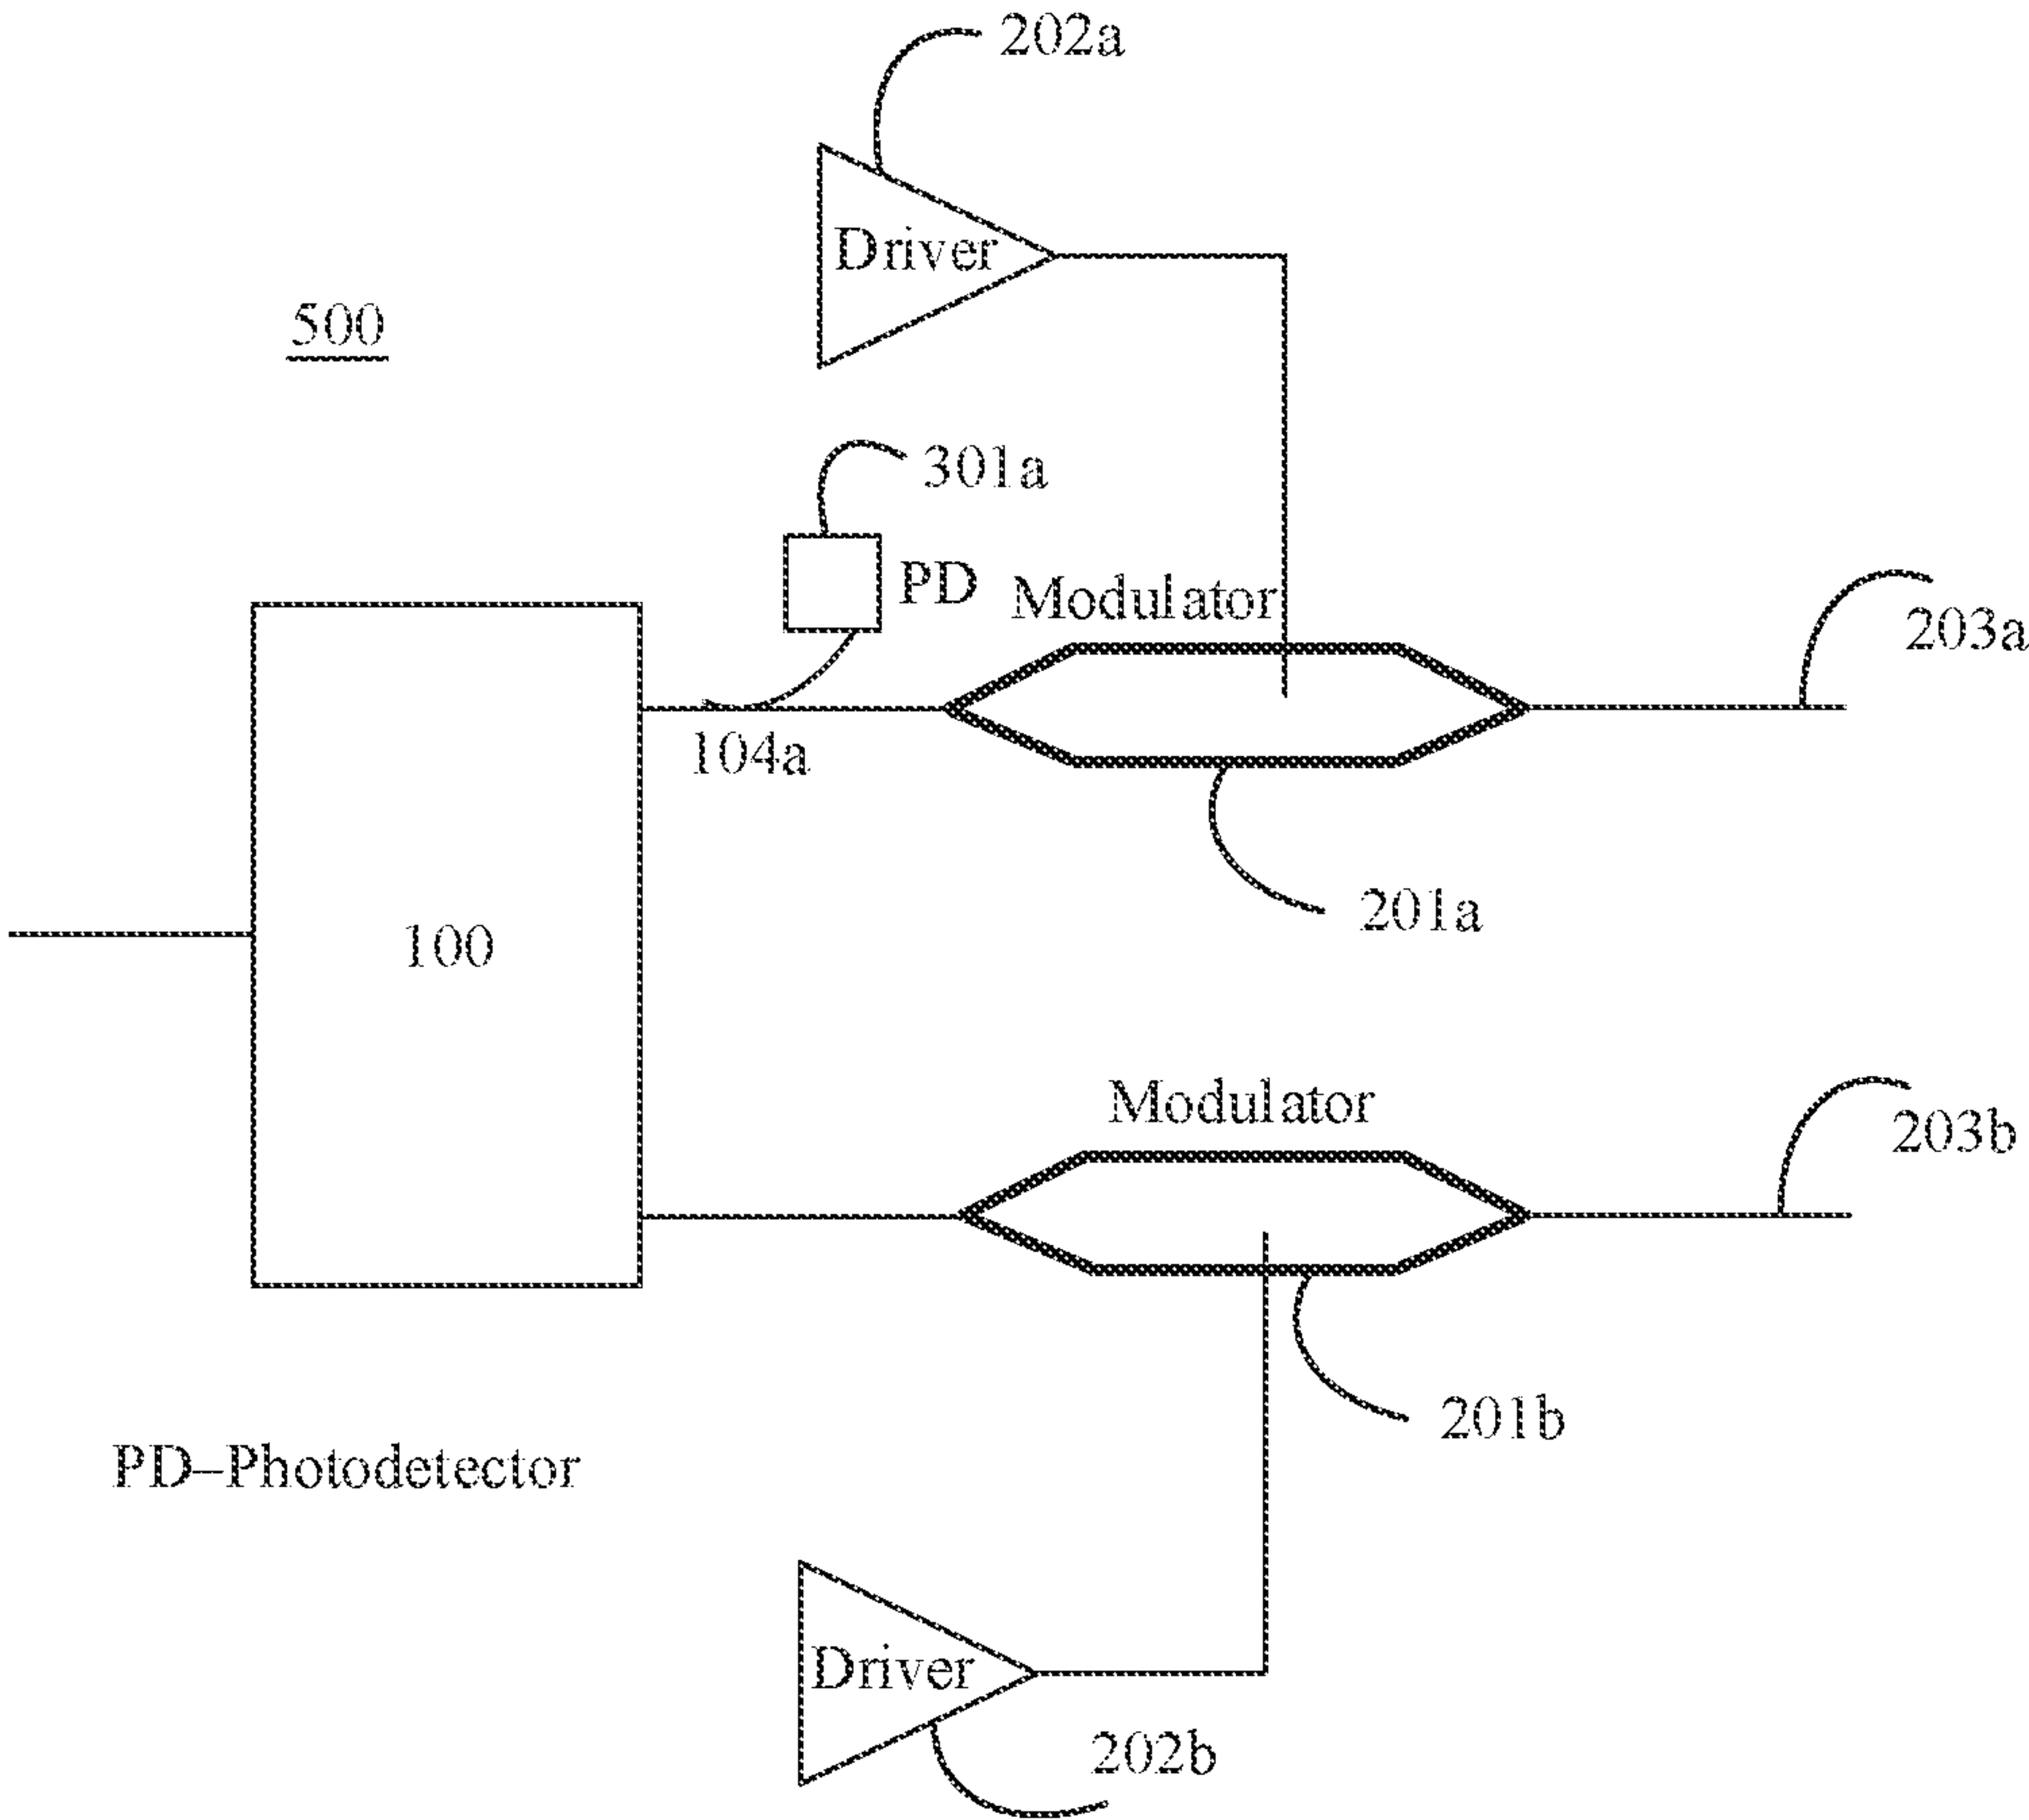 202a
Driver
500
301a
PD
Modulator
203a
104a
201a
100
Modulator
203b
201b
PD–Photodetector
Driver
202b